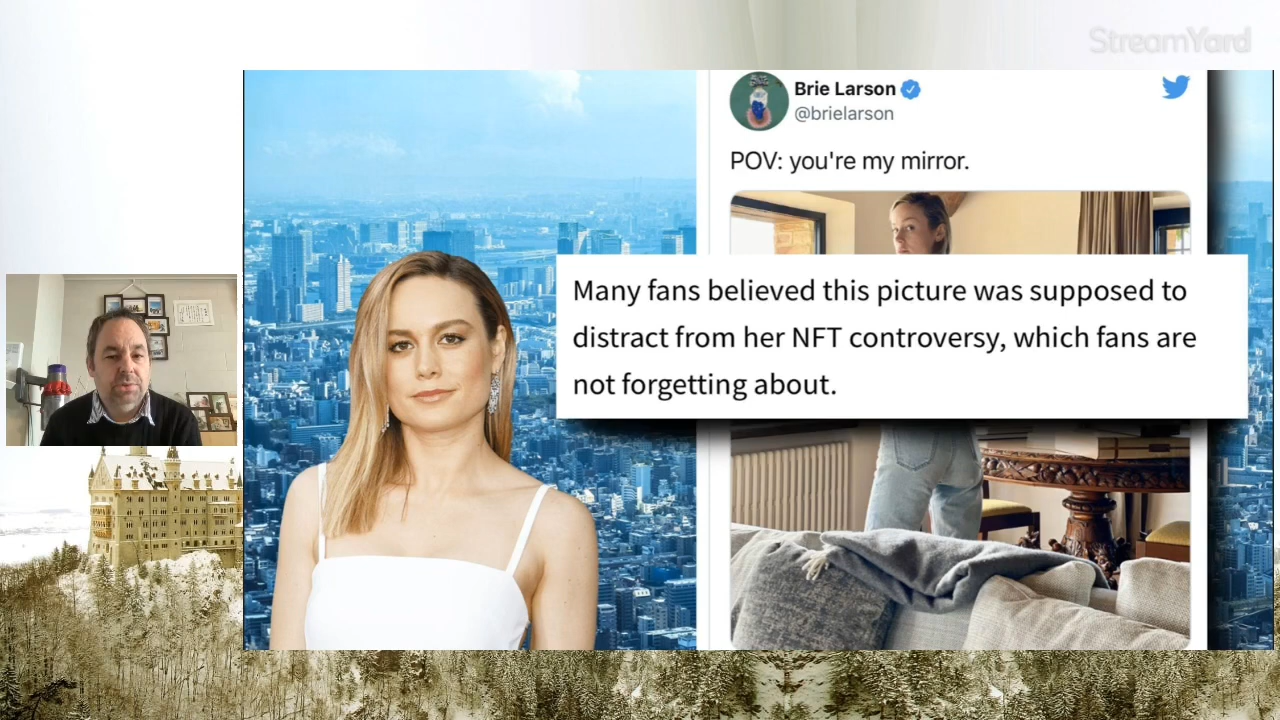 StreamYard
Brie Larson
@brielarson
POV: you're my mirror.
Many fans believed this picture was supposed to
distract from her NFT controversy, which fans are
not forgetting about.